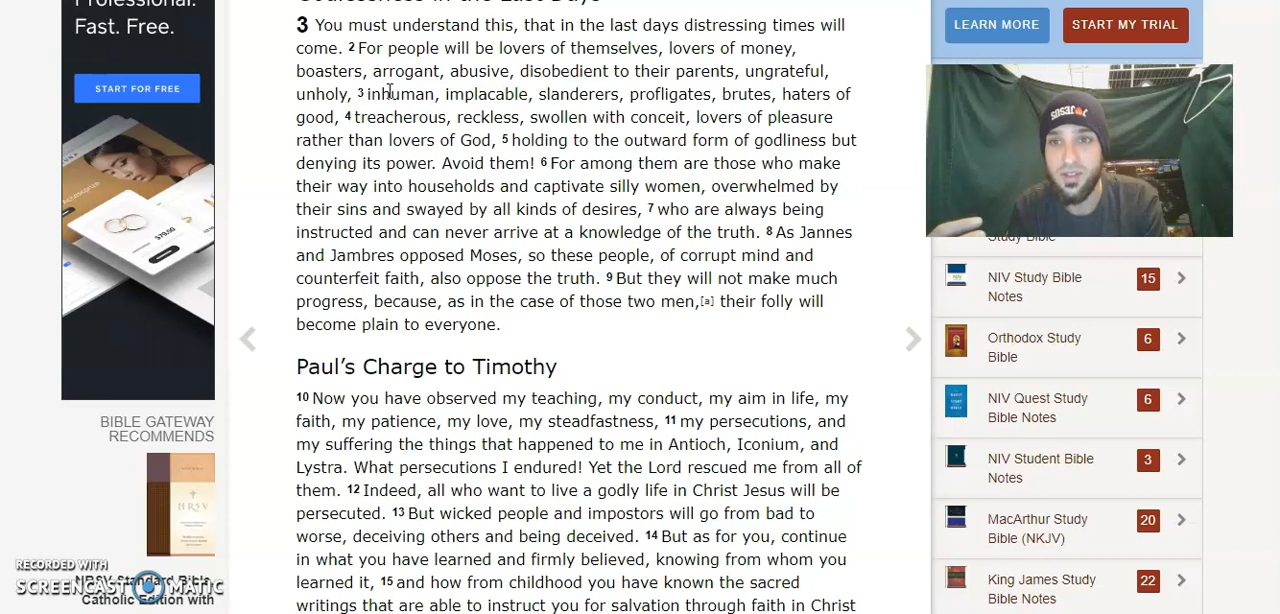 Professional.
Fast. Free.
START FOR FREE
$79.00
BIBLE GATEWAY
RECOMMENDS
NRSV
RECORDED WITH
SCREENCAST MATIC
NRSV Standard Bible
Catholic Edition with
Godlessness in the Last Days
3 You must understand this, that in the last days distressing times will
come. 2 For people will be lovers of themselves, lovers of money,
boasters, arrogant, abusive, disobedient to their parents, ungrateful,
unholy, 3 inhuman, implacable, slanderers, profligates, brutes, haters of
good, 4 treacherous, reckless, swollen with conceit, lovers of pleasure
rather than lovers of God, 5 holding to the outward form of godliness but
denying its power. Avoid them! 6 For among them are those who make
their way into households and captivate silly women, overwhelmed by
their sins and swayed by all kinds of desires, 7 who are always being
instructed and can never arrive at a knowledge of the truth. 8 As Jannes
and Jambres opposed Moses, so these people, of corrupt mind and
counterfeit faith, also oppose the truth. 9 But they will not make much
progress, because, as in the case of those two men,[a] their folly will
become plain to everyone.
Paul's Charge to Timothy
10 Now you have observed my teaching, my conduct, my aim in life, my
faith, my patience, my love, my steadfastness, 11 my persecutions, and
my suffering the things that happened to me in Antioch, Iconium, and
Lystra. What persecutions I endured! Yet the Lord rescued me from all of
them. 12 Indeed, all who want to live a godly life in Christ Jesus will be
persecuted. 13 But wicked people and impostors will go from bad to
worse, deceiving others and being deceived. 14 But as for you, continue
in what you have learned and firmly believed, knowing from whom you
learned it, 15 and how from childhood you have known the sacred
writings that are able to instruct you for salvation through faith in Christ
LEARN MORE
START MY TRIAL
Study Bible
NIV Study Bible
Notes
15
Orthodox Study
Bible
6
NIV Quest Study
Bible Notes
6
NIV Student Bible
Notes
3
MacArthur Study
Bible (NKJV)
20
King James Study
Bible Notes
22